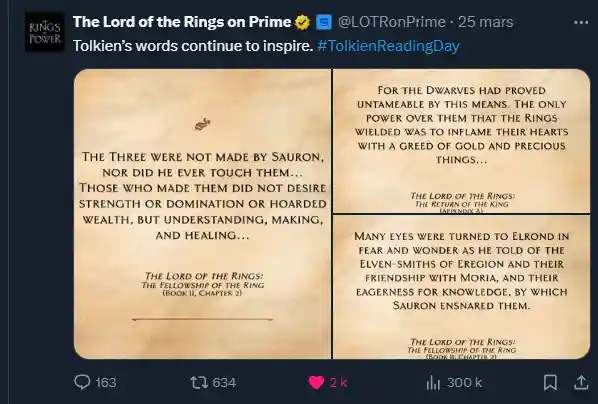 THE RINGS OF POWER
The Lord of the Rings on Prime @LOTRonPrime · 25 mars ...
Tolkien's words continue to inspire. #TolkienReadingDay
THE THREE WERE NOT MADE BY SAURON,
NOR DID HE EVER TOUCH THEM...
THOSE WHO MADE THEM DID NOT DESIRE
STRENGTH OR DOMINATION OR HOARDED
WEALTH, BUT UNDERSTANDING, MAKING,
AND HEALING...
THE LORD OF THE RINGS:
THE FELLOWSHIP OF THE RING
(BOOK II, CHAPTER 2)
FOR THE DWARVES HAD PROVED
UNTAMEABLE BY THIS MEANS. THE ONLY
POWER OVER THEM THAT THE RINGS
WIELDED WAS TO INFLAME THEIR HEARTS
WITH A GREED OF GOLD AND PRECIOUS
THINGS...
THE LORD OF THE RINGS:
THE RETURN OF THE KING
(APPENDIX A)
MANY EYES WERE TURNED TO ELROND IN
FEAR AND WONDER AS HE TOLD OF THE
ELVEN-SMITHS OF EREGION AND THEIR
FRIENDSHIP WITH MORIA, AND THEIR
EAGERNESS FOR KNOWLEDGE, BY WHICH
SAURON ENSNARED THEM.
THE LORD OF THE RINGS:
THE FELLOWSHIP OF THE RING
(BOOK II, CHAPTER 2)
163 634 2 k 300 k